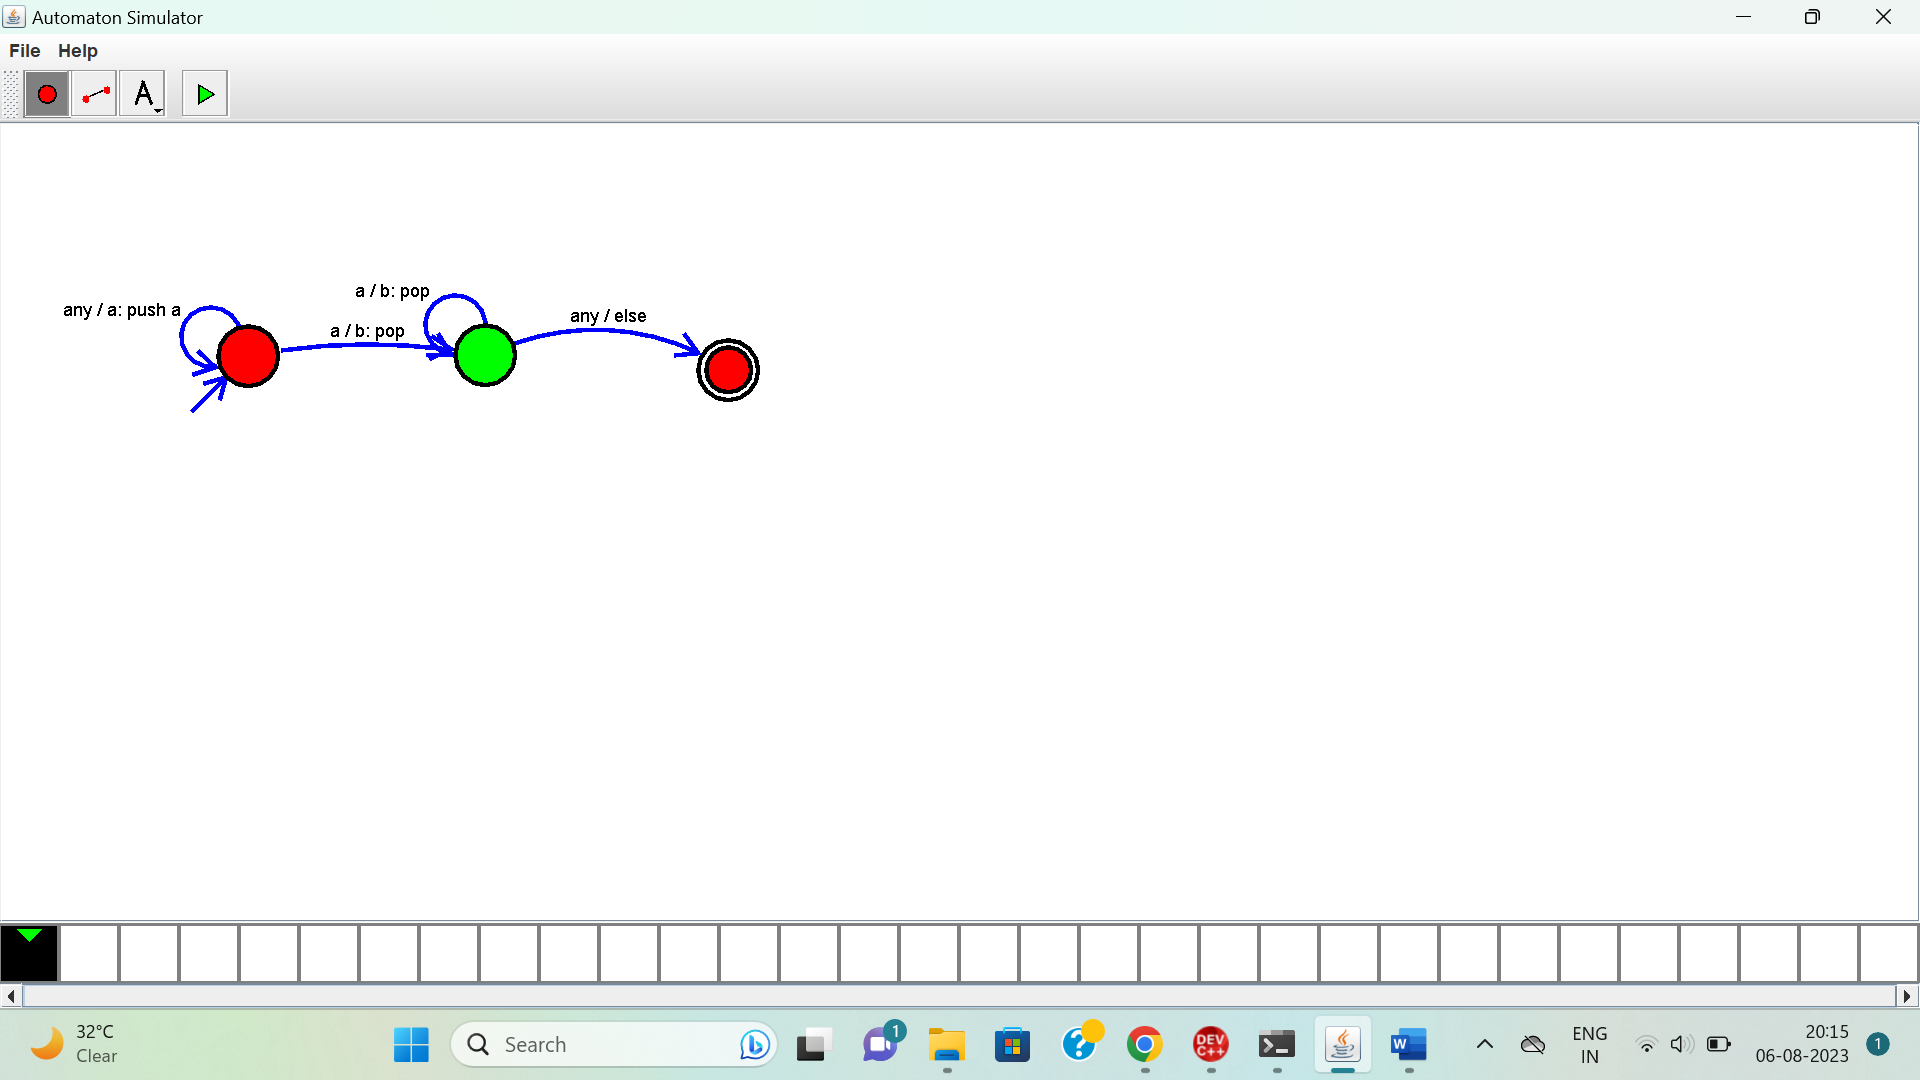 Automaton Simulator
File Help
A
a / b: pop
any / a: push a
any / else
a / b: pop
32°C
Clear
Search
1
DEV
C++
W
ENG
IN
20:15
06-08-2023
1